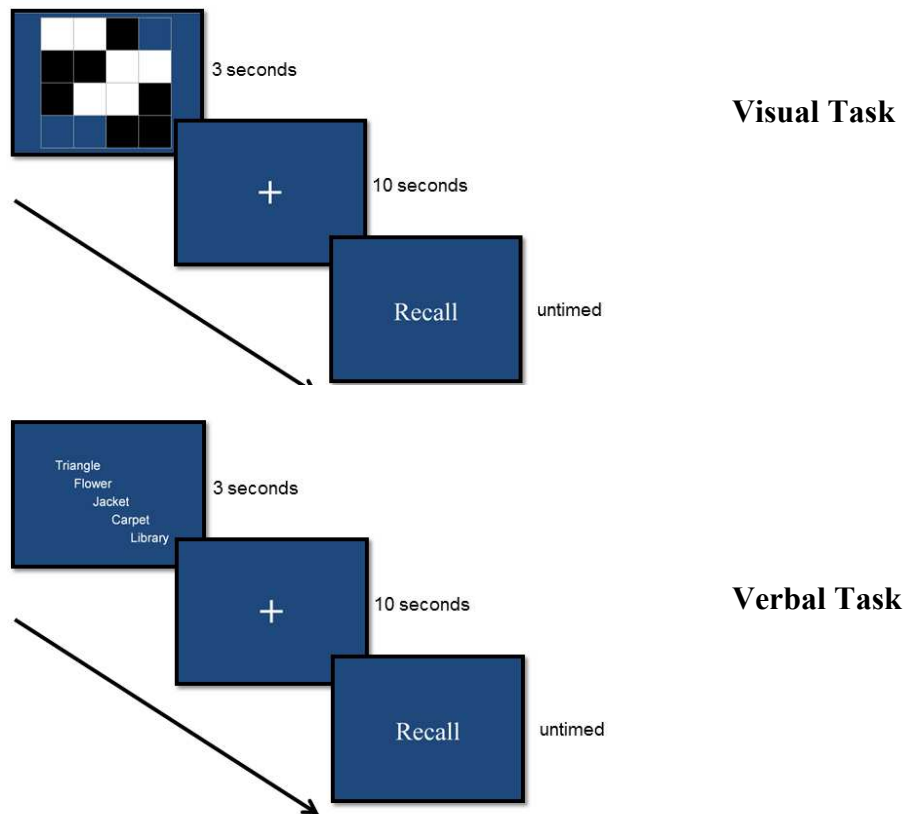 3 seconds
Visual Task
+
10 seconds
Recall
untimed
Triangle
Flower
Jacket
Carpet
Library
3 seconds
+
10 seconds
Verbal Task
Recall
untimed